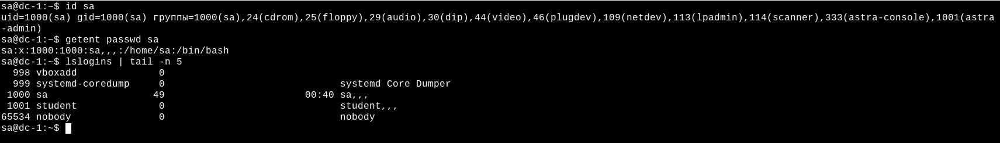 sa@dc-1:~$ id sa
uid=1000(sa) gid=1000(sa) группы=1000(sa),24(cdrom),25(floppy),29(audio),30(dip),44(video),46(plugdev),109(netdev),113(lpadmin),114(scanner),333(astra-console),1001(astra
-admin)
sa@dc-1:~$ getent passwd sa
sa:x:1000:1000:sa,,,:/home/sa:/bin/bash
sa@dc-1:~$ lslogins | tail -n 5
  998 vboxadd              0
  999 systemd-coredump     0                              systemd Core Dumper
 1000 sa                  49                        00:40 sa,,,
 1001 student              0                              student,,,
65534 nobody               0                              nobody
sa@dc-1:~$